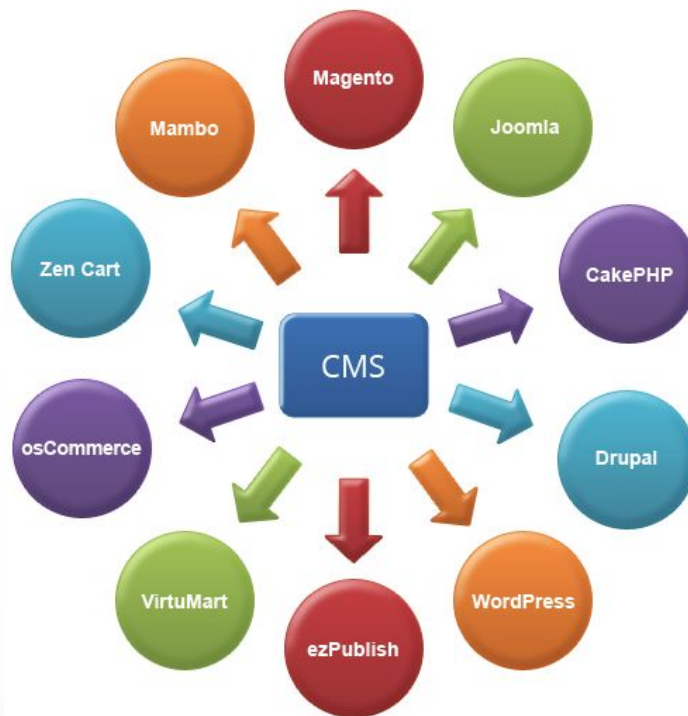 Magento
Mambo
Joomla
Zen Cart
CakePHP
CMS
osCommerce
Drupal
VirtuMart
WordPress
ezPublish